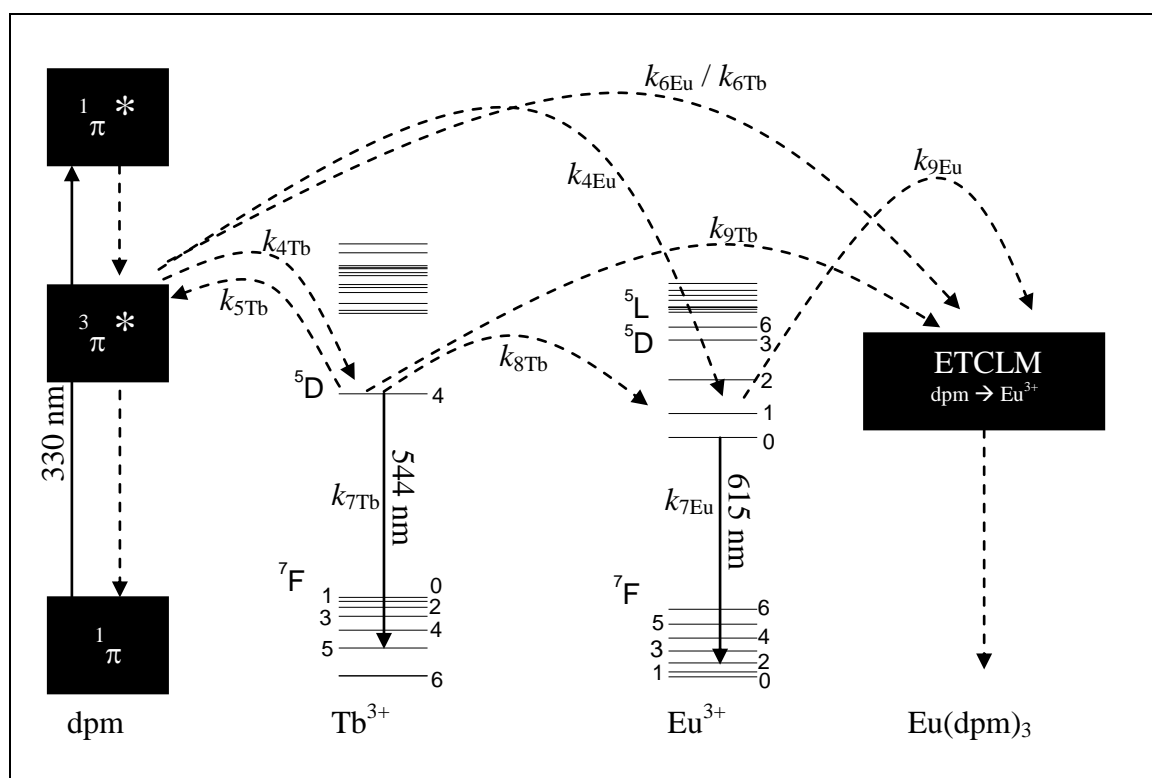 k6Eu / k6Tb
1π *
k4Eu
k9Eu
k4Tb
k9Tb
k5Tb
3π *
330 nm
5D
4
k8Tb
5L
5D
6
3
2
1
0
ETCLM
dpm → Eu3+
k7Tb
544 nm
k7Eu
615 nm
7F
0
1
2
3
4
5
6
7F
6
5
4
3
2
1
0
1π
dpm
Tb3+
Eu3+
Eu(dpm)3